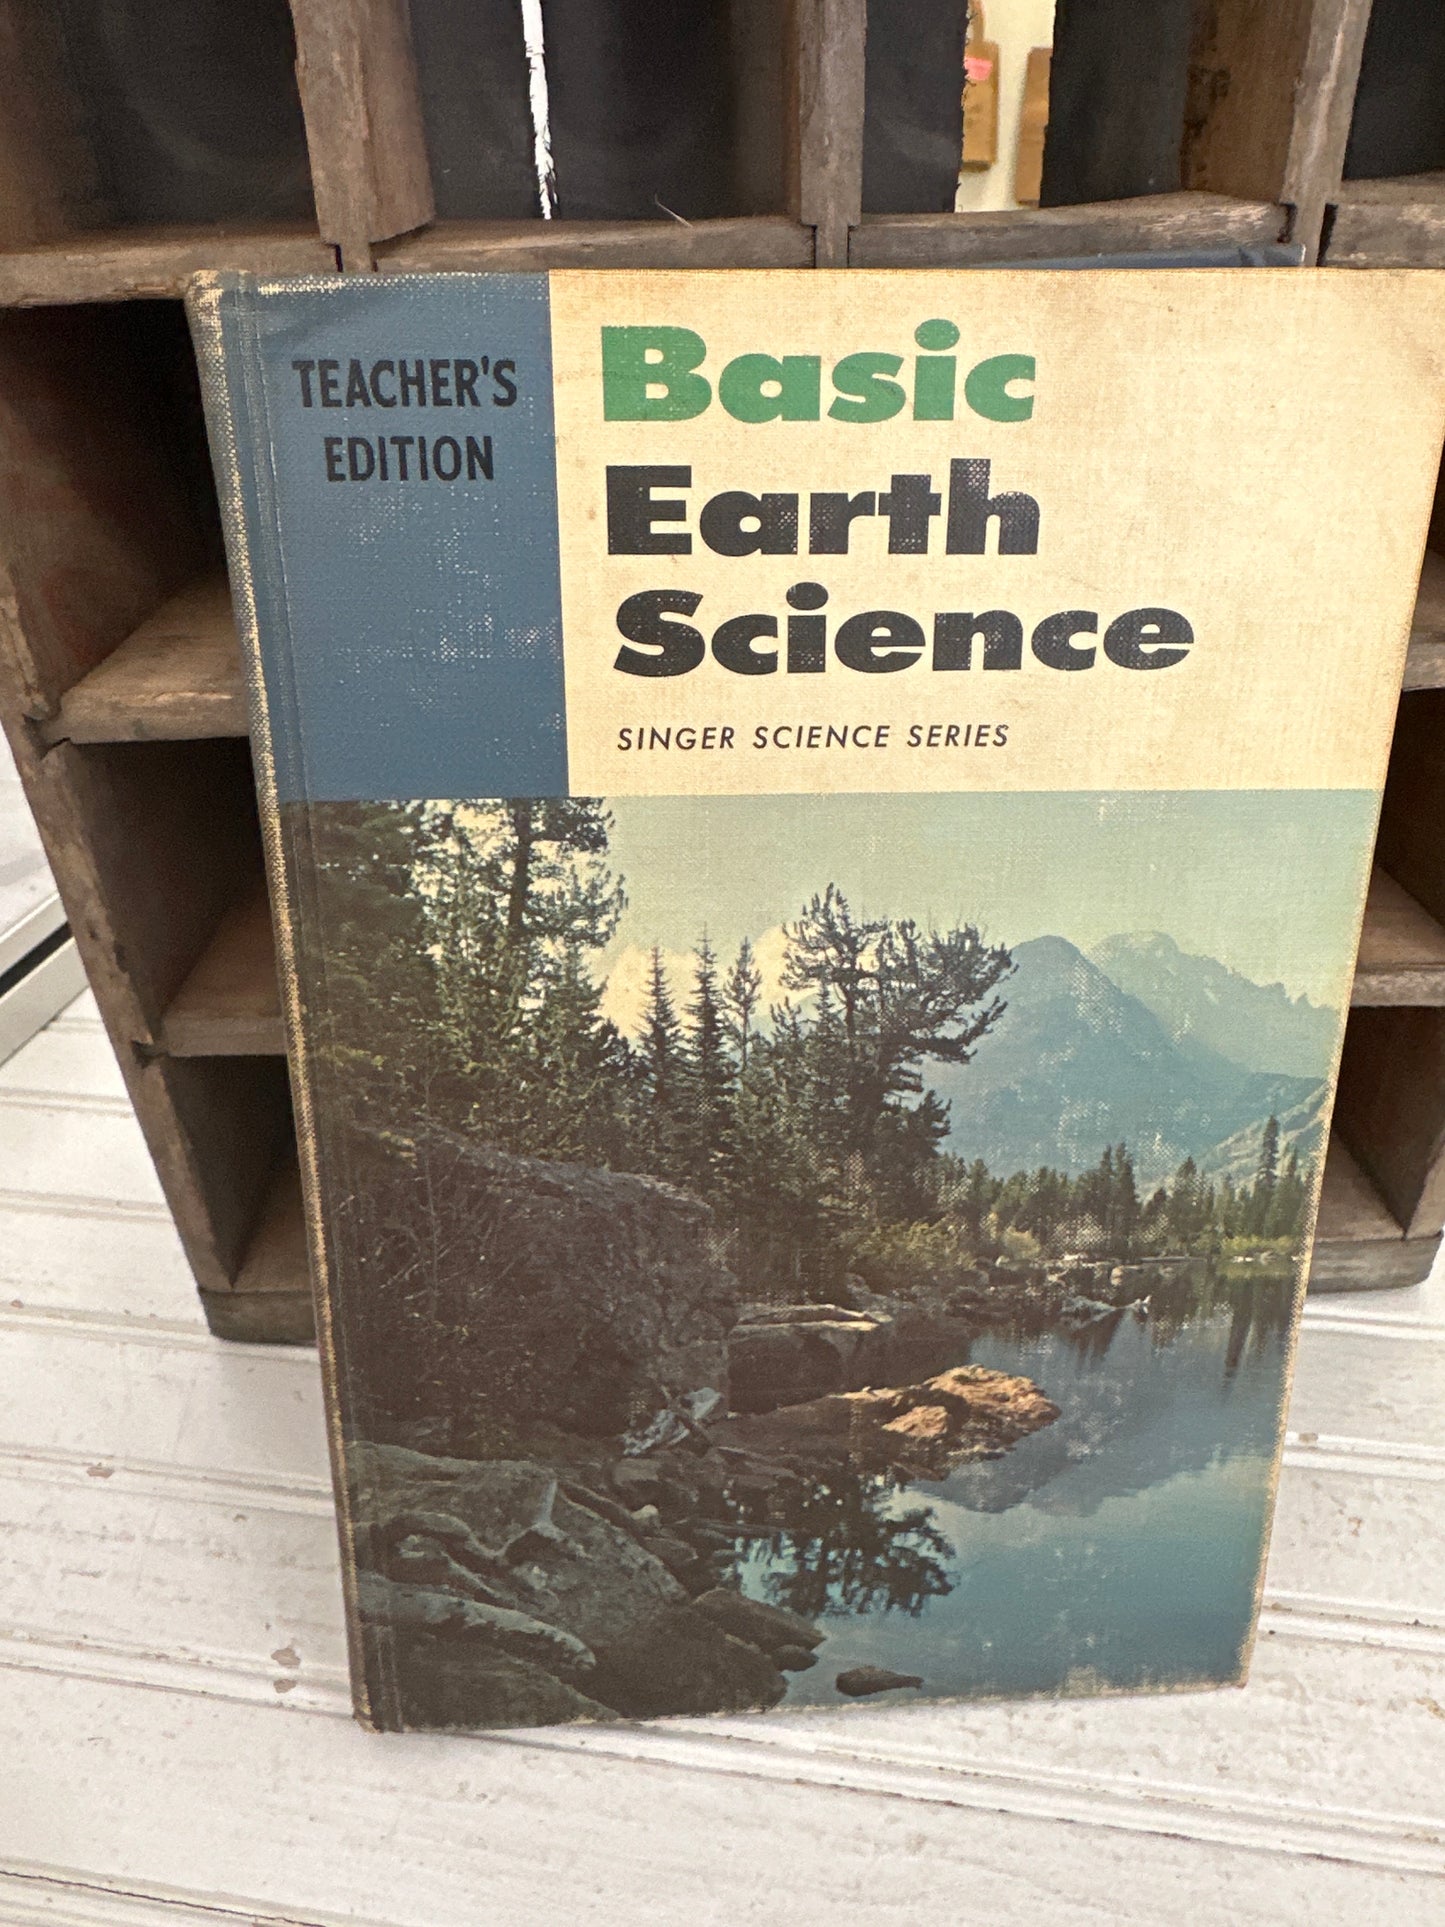 TEACHER'S
EDITION
Basic
Earth
Science
SINGER SCIENCE SERIES